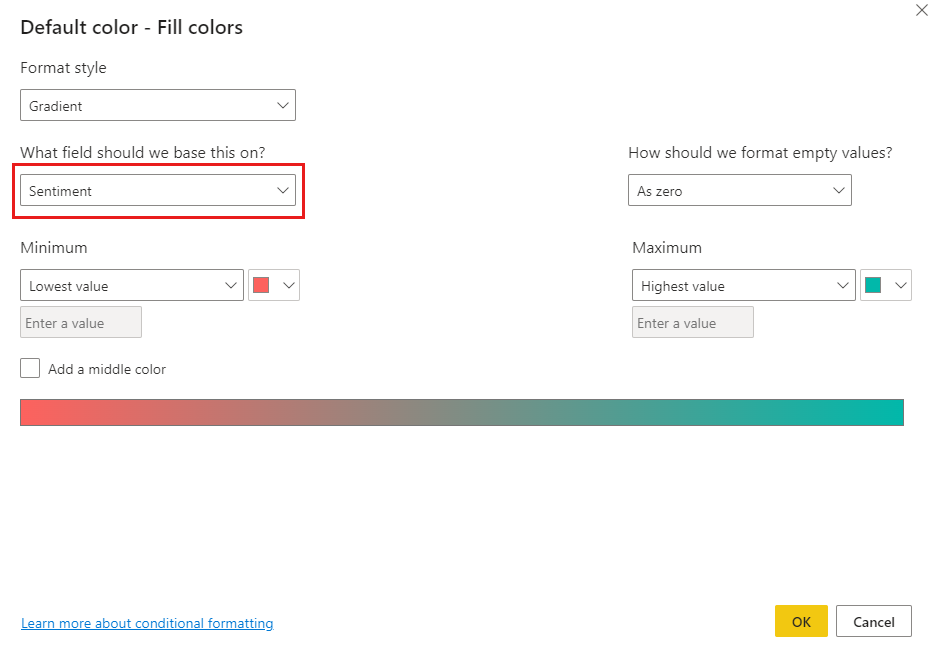 Default color - Fill colors
Format style
Gradient
What field should we base this on?
How should we format empty values?
Sentiment
As zero
Minimum
Maximum
Lowest value
Highest value
Enter a value
Enter a value
Add a middle color
Learn more about conditional formatting
OK
Cancel